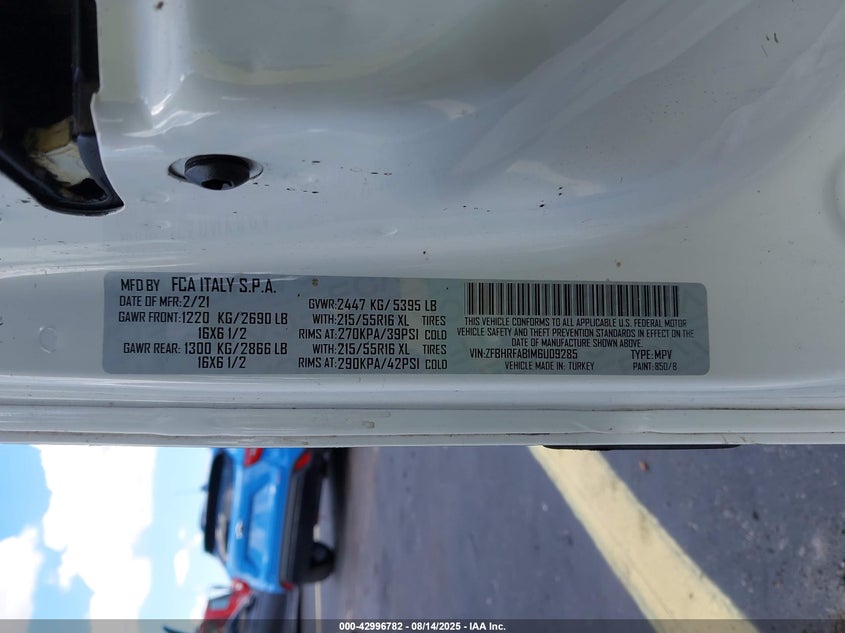 MFD BY FCA ITALY S.P.A.
DATE OF MFR: 2/21 GVWR: 2447 KG/ 5395 LB
GAWR FRONT: 1220 KG/2690 LB WITH: 215/55R16 XL TIRES
16X6 1/2 RIMS AT: 270KPA/39PSI COLD
GAWR REAR: 1300 KG/2866 LB WITH: 215/55R16 XL TIRES
16X6 1/2 RIMS AT: 290KPA/42PSI COLD
THIS VEHICLE CONFORMS TO ALL APPLICABLE U.S. FEDERAL MOTOR
VEHICLE SAFETY AND THEFT PREVENTION STANDARDS IN EFFECT ON THE
DATE OF MANUFACTURE SHOWN ABOVE.
VIN: ZFBHRFAB1M6U09285 TYPE: MPV
VEHICLE MADE IN: TURKEY PAINT: 850/B
000-42996782 - 08/14/2025 - IAA Inc.